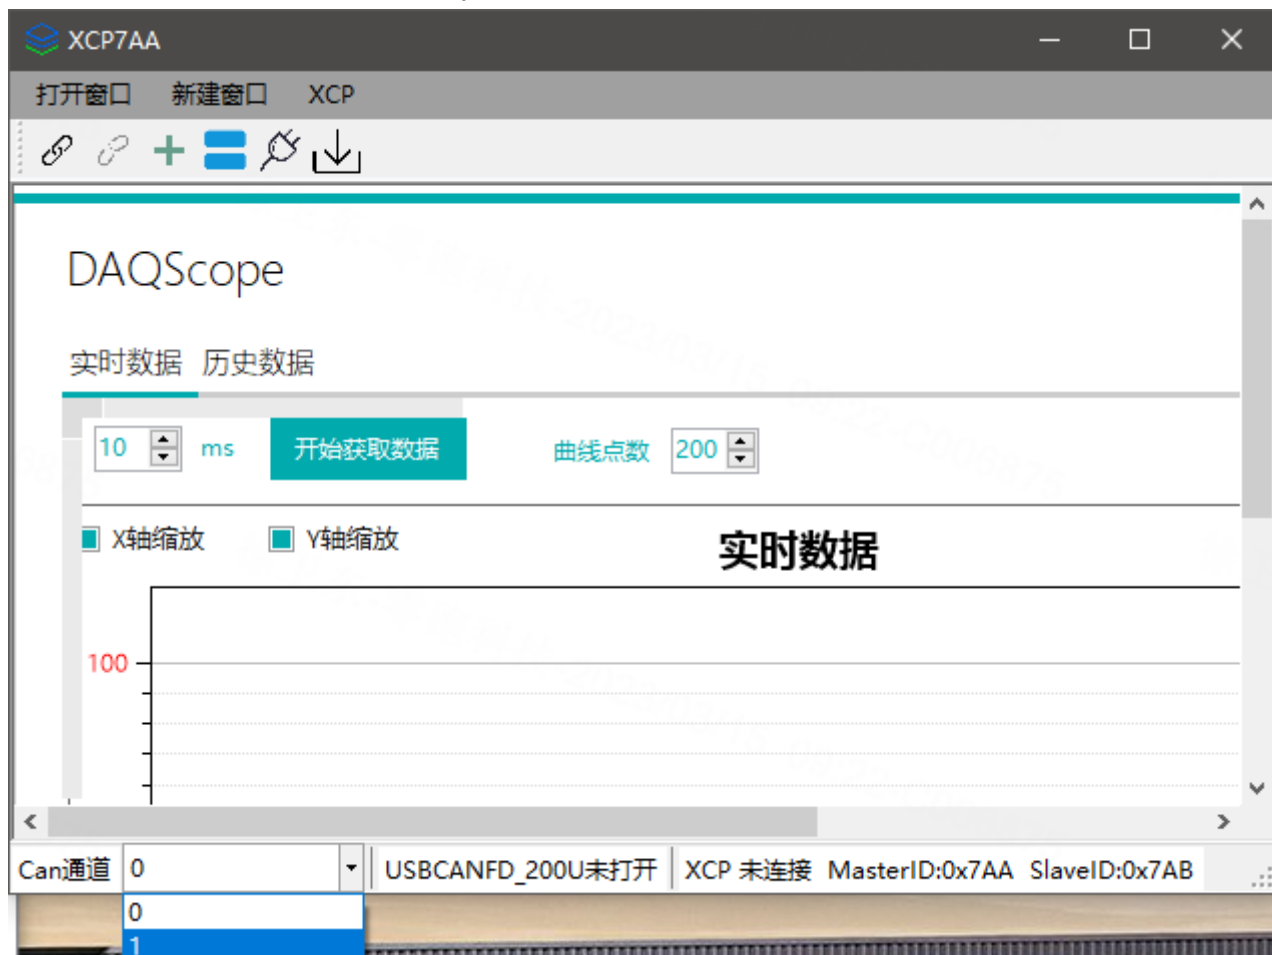 XCP7AA
打开窗口 新建窗口 XCP
DAQScope
实时数据 历史数据
10 ms 开始获取数据 曲线点数 200
X轴缩放 Y轴缩放 实时数据
100
Can通道 0 USBCANFD_200U未打开 XCP 未连接 MasterID:0x7AA SlaveID:0x7AB
0
1